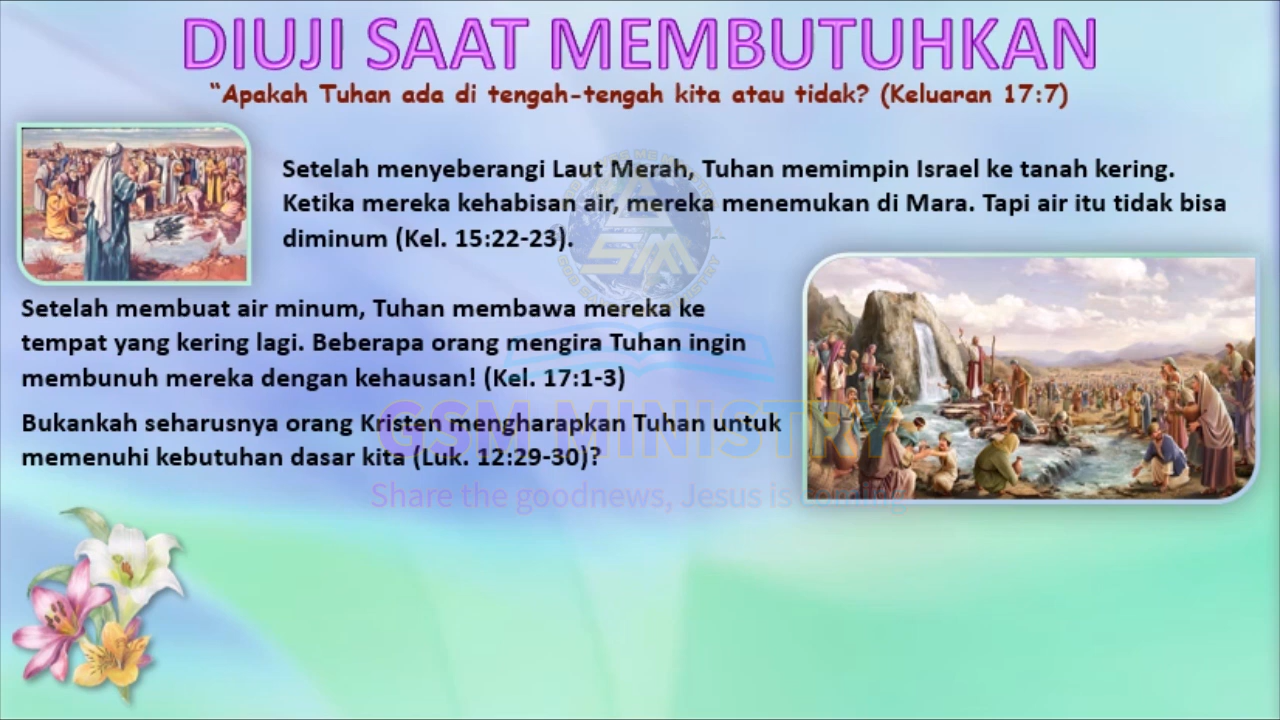 DIUJI SAAT MEMBUTUHKAN
“Apakah Tuhan ada di tengah-tengah kita atau tidak? (Keluaran 17:7)
Setelah menyeberangi Laut Merah, Tuhan memimpin Israel ke tanah kering.
Ketika mereka kehabisan air, mereka menemukan di Mara. Tapi air itu tidak bisa
diminum (Kel. 15:22-23).
Setelah membuat air minum, Tuhan membawa mereka ke
tempat yang kering lagi. Beberapa orang mengira Tuhan ingin
membunuh mereka dengan kehausan! (Kel. 17:1-3)
Bukankah seharusnya orang Kristen mengharapkan Tuhan untuk
memenuhi kebutuhan dasar kita (Luk. 12:29-30)?
GSM
GSM MINISTRY
Share the goodnews, Jesus is coming